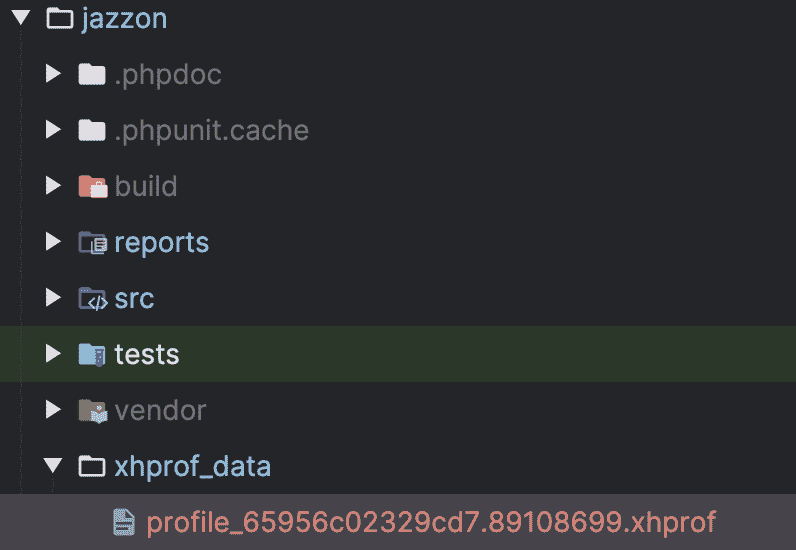 jazzon
.phpdoc
.phpunit.cache
build
reports
src
tests
vendor
xhprof_data
profile_65956c02329cd7.89108699.xhprof